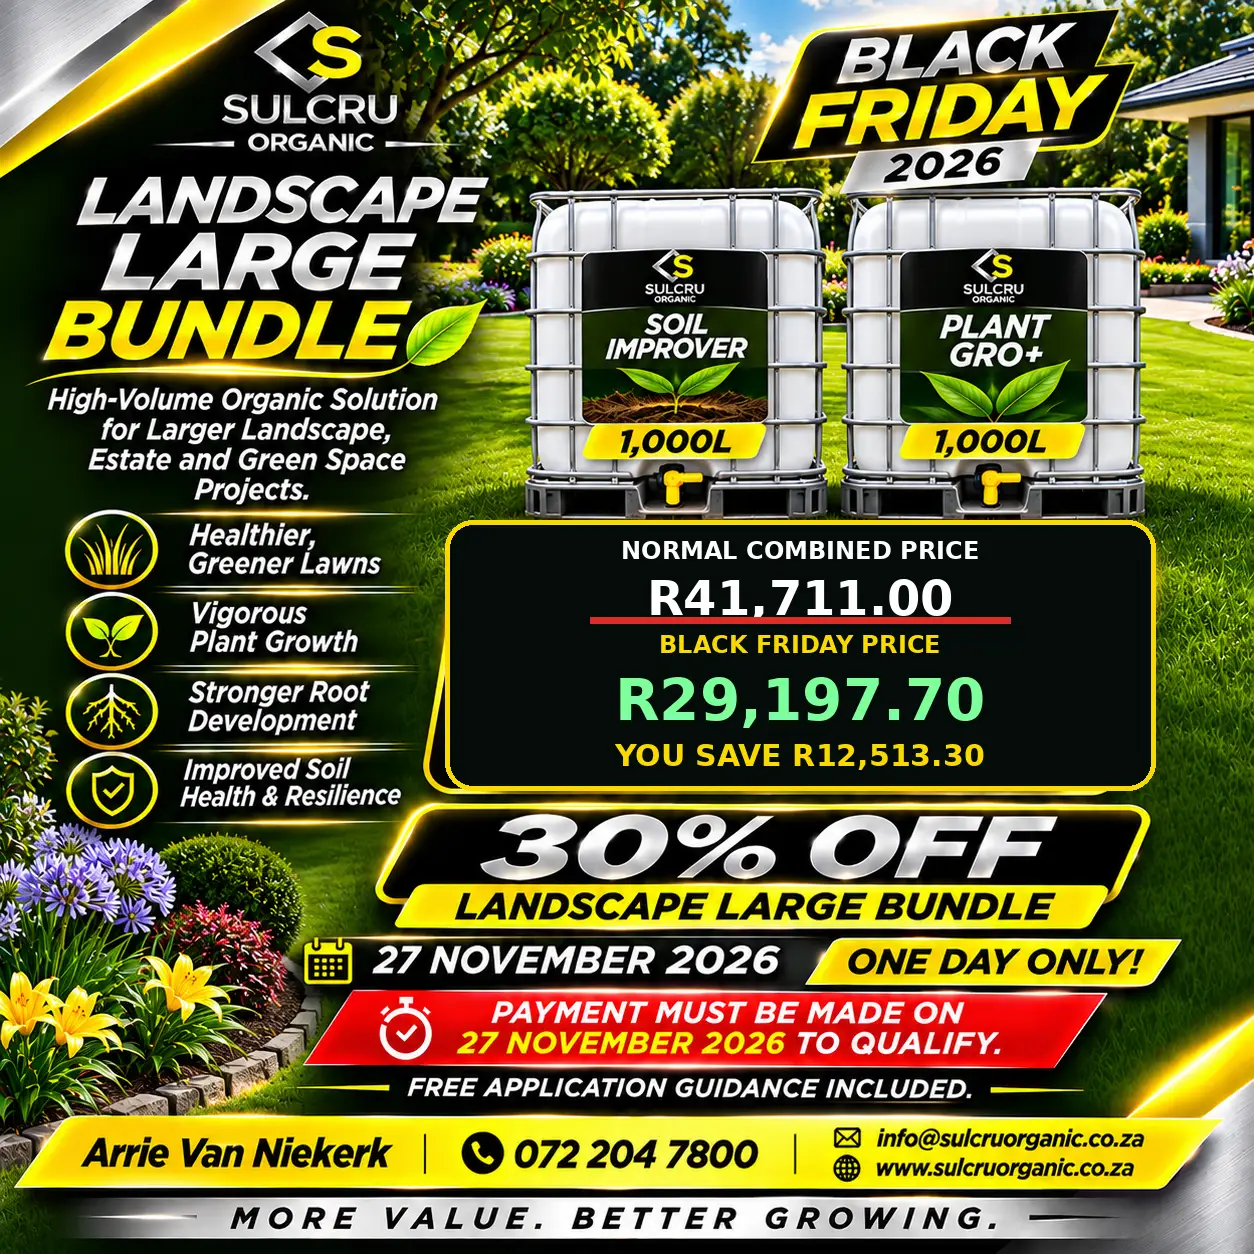 SULCRU
ORGANIC
BLACK
FRIDAY
2026
LANDSCAPE
LARGE
BUNDLE
High-Volume Organic Solution
for Larger Landscape,
Estate and Green Space
Projects.
Healthier,
Greener Lawns
Vigorous
Plant Growth
Stronger Root
Development
Improved Soil
Health & Resilience
SULCRU
ORGANIC
SOIL
IMPROVER
1,000L
SULCRU
ORGANIC
PLANT
GRO+
1,000L
NORMAL COMBINED PRICE
R41,711.00
BLACK FRIDAY PRICE
R29,197.70
YOU SAVE R12,513.30
30% OFF
LANDSCAPE LARGE BUNDLE
27 NOVEMBER 2026 ONE DAY ONLY!
PAYMENT MUST BE MADE ON
27 NOVEMBER 2026 TO QUALIFY.
FREE APPLICATION GUIDANCE INCLUDED.
Arrie Van Niekerk
072 204 7800
info@sulcruorganic.co.za
www.sulcruorganic.co.za
MORE VALUE. BETTER GROWING.